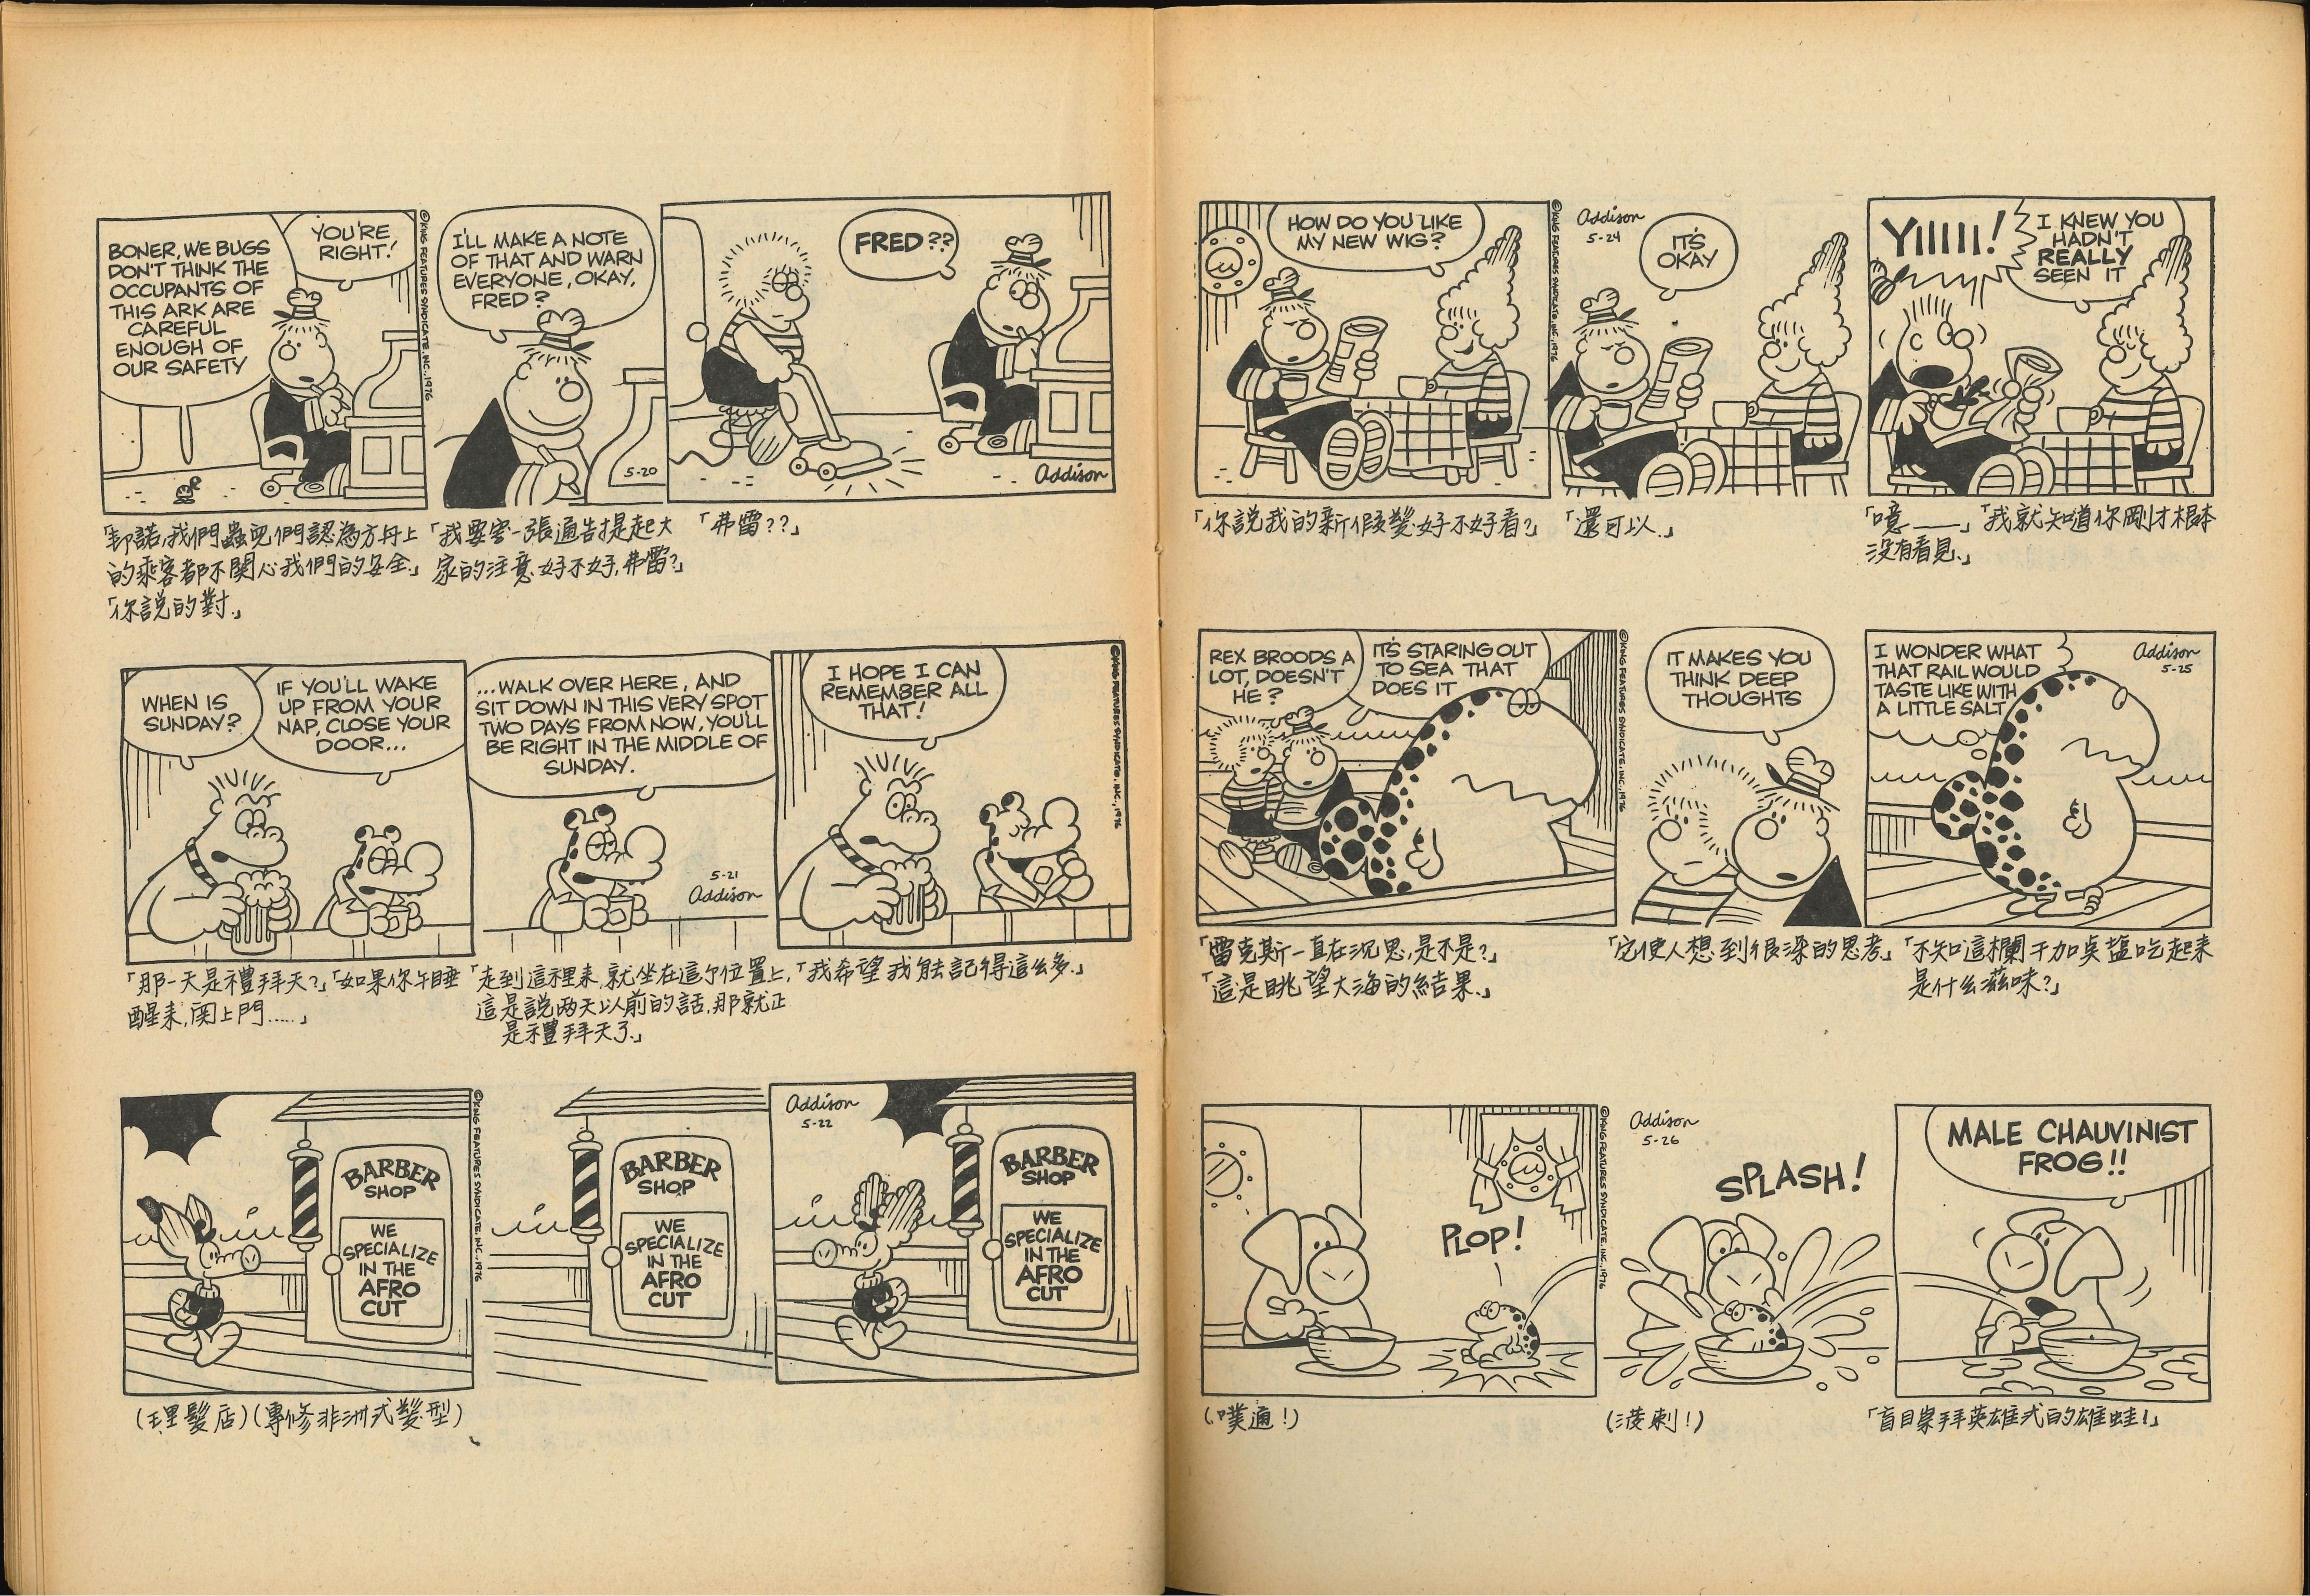 BONER, WE BUGS
DON'T THINK THE
OCCUPANTS OF
THIS ARK ARE
CAREFUL
ENOUGH OF
OUR SAFETY
YOU'RE
RIGHT!
©KING FEATURES SYNDICATE, INC., 1976
I'LL MAKE A NOTE
OF THAT AND WARN
EVERYONE, OKAY,
FRED?
5-20
FRED??
Addison
「邦諾,我們蟲兒們認為方舟上
的乘客都不関心我們的安全.」
「你説的對.」
「我要寫一張通告提起大
家的注意,好不好,弗雷?」
「弗雷??」
WHEN IS
SUNDAY?
IF YOU'LL WAKE
UP FROM YOUR
NAP, CLOSE YOUR
DOOR...
...WALK OVER HERE, AND
SIT DOWN IN THIS VERY SPOT
TWO DAYS FROM NOW, YOU'LL
BE RIGHT IN THE MIDDLE OF
SUNDAY.
5-21
Addison
I HOPE I CAN
REMEMBER ALL
THAT!
©KING FEATURES SYNDICATE, INC., 1976
「那一天是禮拜天?」「如果你午睡
醒来,関上門.....」
「走到這裡来,就坐在這个位置上,
這是説两天以前的話,那就正
是禮拜天了.」
「我希望我能記得這么多.」
BARBER
SHOP
WE
SPECIALIZE
IN THE
AFRO
CUT
©KING FEATURES SYNDICATE, INC., 1976
BARBER
SHOP
WE
SPECIALIZE
IN THE
AFRO
CUT
Addison
5-22
BARBER
SHOP
WE
SPECIALIZE
IN THE
AFRO
CUT
(理髮店)(專修非洲式髮型)
HOW DO YOU LIKE
MY NEW WIG?
©KING FEATURES SYNDICATE, INC., 1976
Addison
5-24
IT'S
OKAY
YIIIII!
I KNEW YOU
HADN'T
REALLY
SEEN IT
「你説我的新假髮好不好看?」
「還可以.」
「噫——」「我就知道你剛才根本
没有看見.」
REX BROODS A
LOT, DOESN'T
HE?
IT'S STARING OUT
TO SEA THAT
DOES IT
©KING FEATURES SYNDICATE, INC., 1976
IT MAKES YOU
THINK DEEP
THOUGHTS
I WONDER WHAT
THAT RAIL WOULD
TASTE LIKE WITH
A LITTLE SALT
Addison
5-25
「雷克斯一直在沉思,是不是?」
「這是眺望大海的結果.」
「它使人想到很深的思考.」
「不知這欄干加点盐吃起来
是什么滋味?」
PLOP!
©KING FEATURES SYNDICATE, INC., 1976
Addison
5-26
SPLASH!
MALE CHAUVINIST
FROG!!
(噗通!)
(潑剌!)
「盲目崇拜英雄式的雄蛙!」